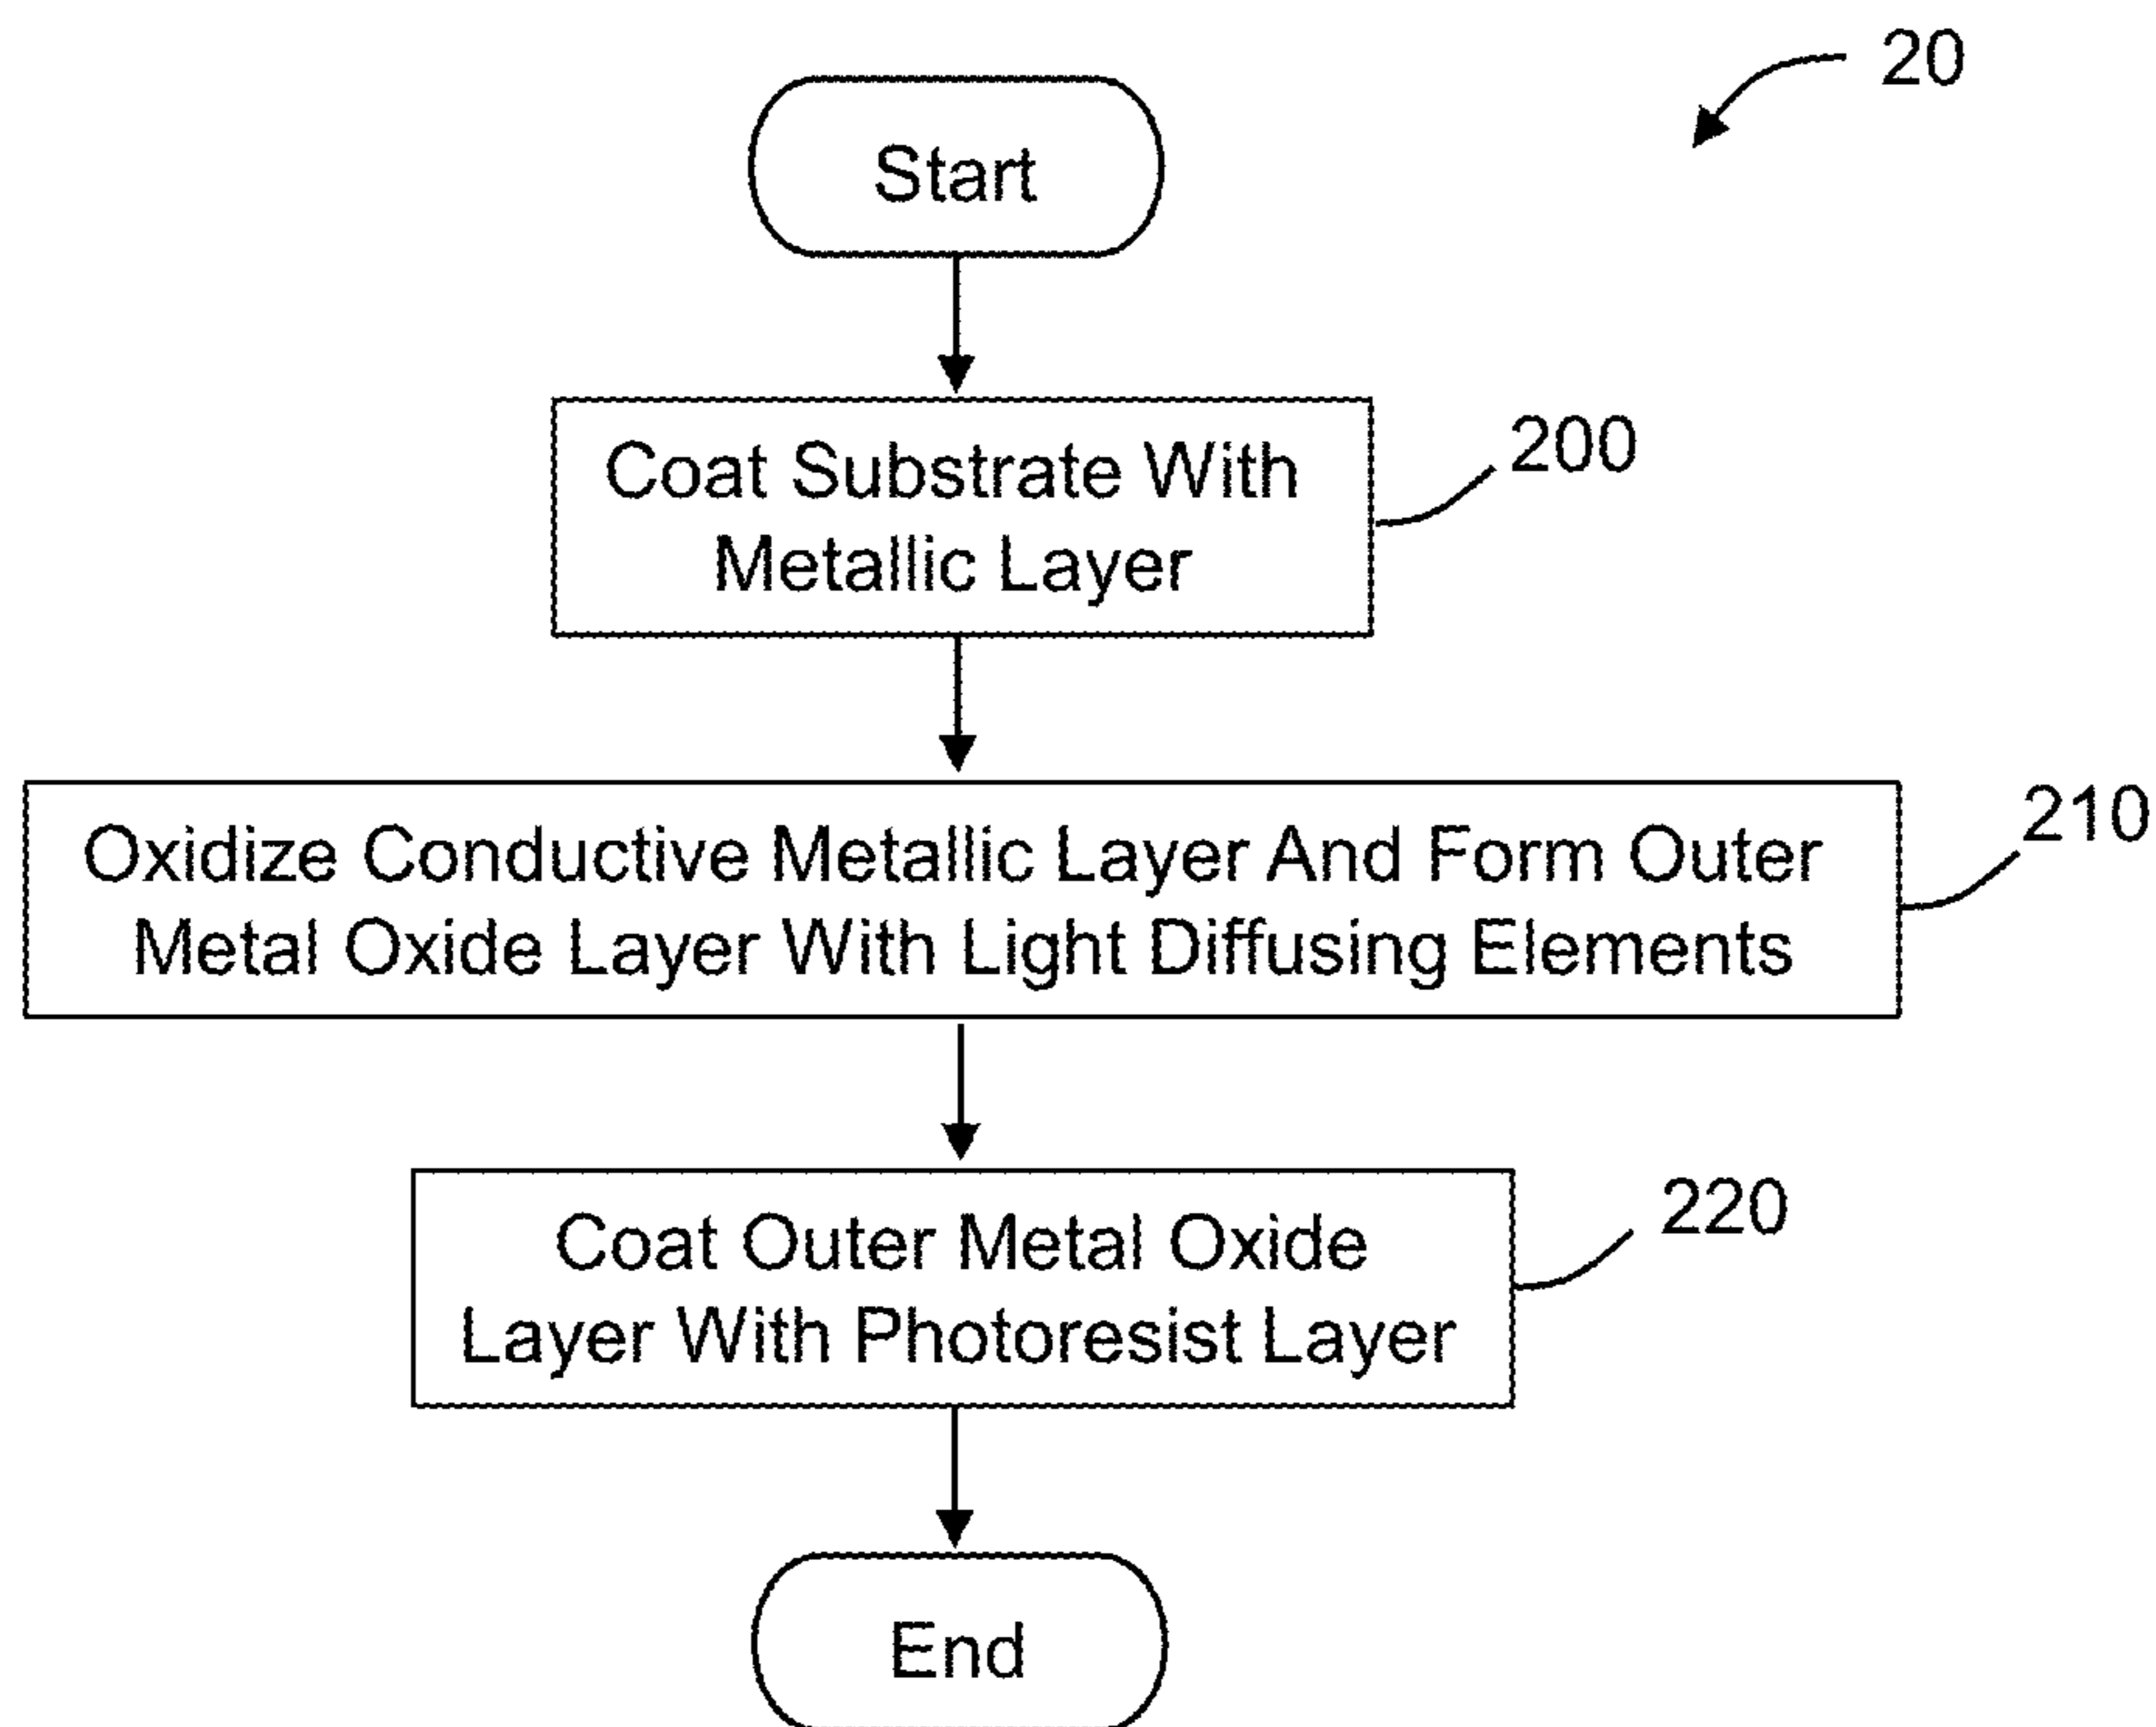 20
Start
Coat Substrate With
Metallic Layer
200
Oxidize Conductive Metallic Layer And Form Outer
Metal Oxide Layer With Light Diffusing Elements
210
Coat Outer Metal Oxide
Layer With Photoresist Layer
220
End